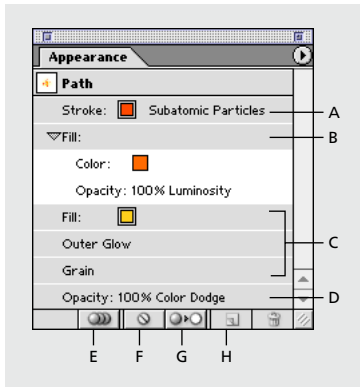 Appearance
Path
Stroke: Subatomic Particles A
Fill: B
Color:
Opacity: 100% Luminosity
Fill:
Outer Glow C
Grain
Opacity: 100% Color Dodge D
E F G H